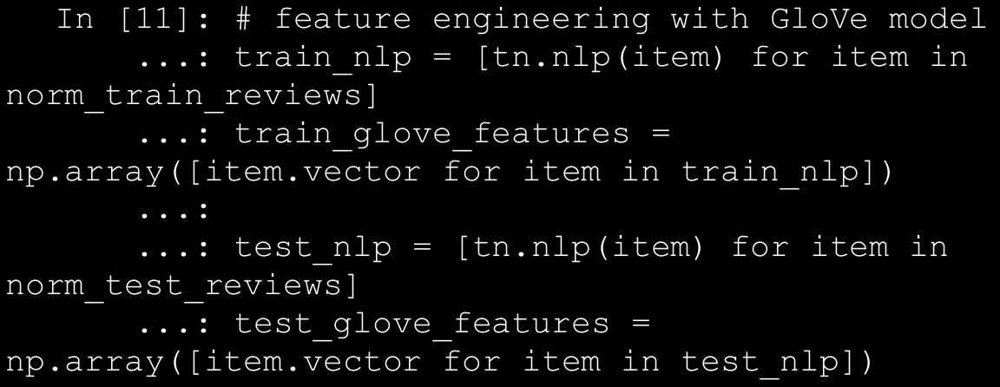 In [11]: # feature engineering with GloVe model
...: train_nlp = [tn.nlp(item) for item in
norm_train_reviews]
...: train_glove_features =
np.array([item.vector for item in train_nlp])
...:
...: test_nlp = [tn.nlp(item) for item in
norm_test_reviews]
...: test_glove_features =
np.array([item.vector for item in test_nlp])